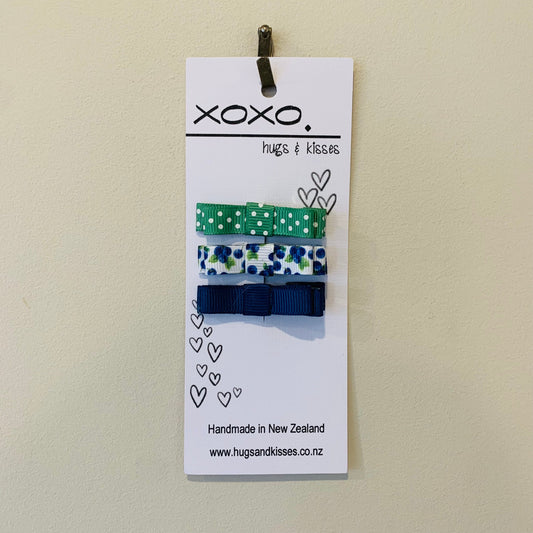 xoxo.
hugs & kisses
Handmade in New Zealand
www.hugsandkisses.co.nz